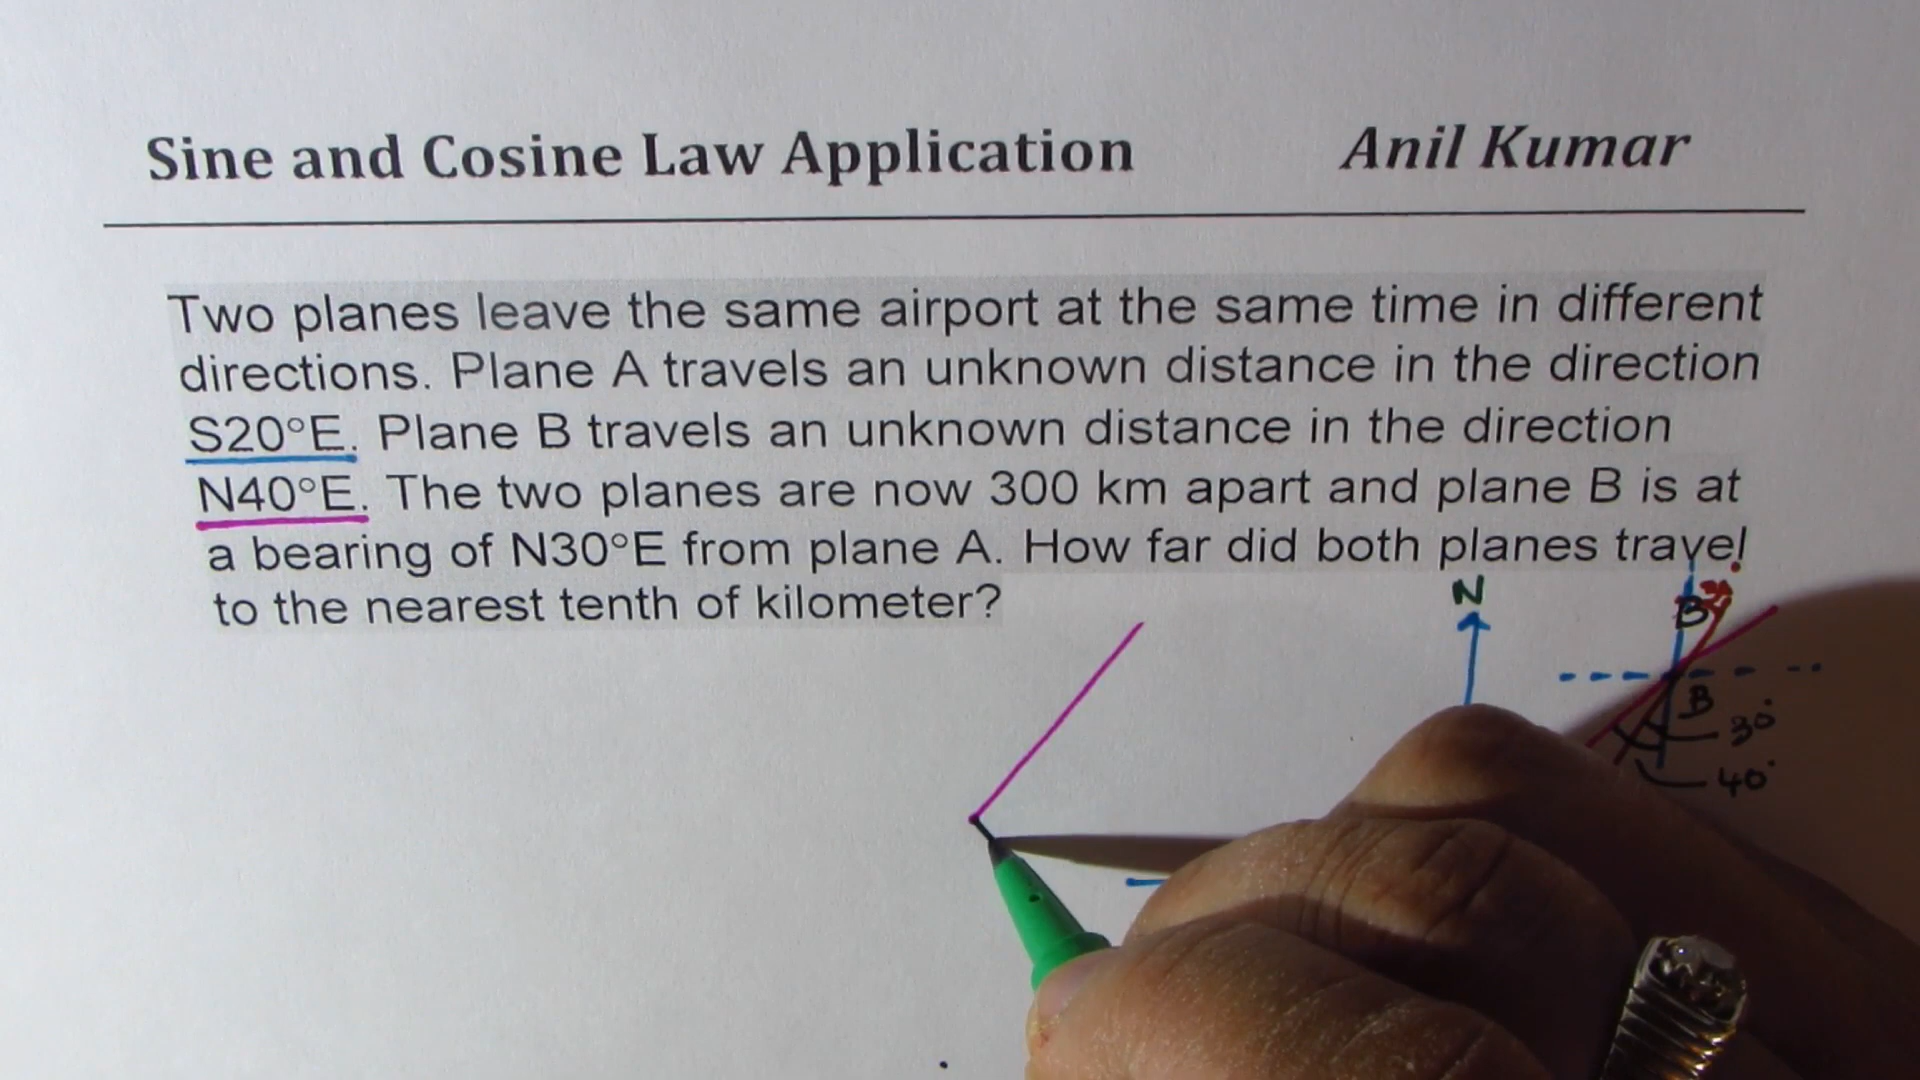 Sine and Cosine Law Application Anil Kumar
Two planes leave the same airport at the same time in different
directions. Plane A travels an unknown distance in the direction
S20°E. Plane B travels an unknown distance in the direction
N40°E. The two planes are now 300 km apart and plane B is at
a bearing of N30°E from plane A. How far did both planes travel
to the nearest tenth of kilometer?
N
B
B
30°
40°